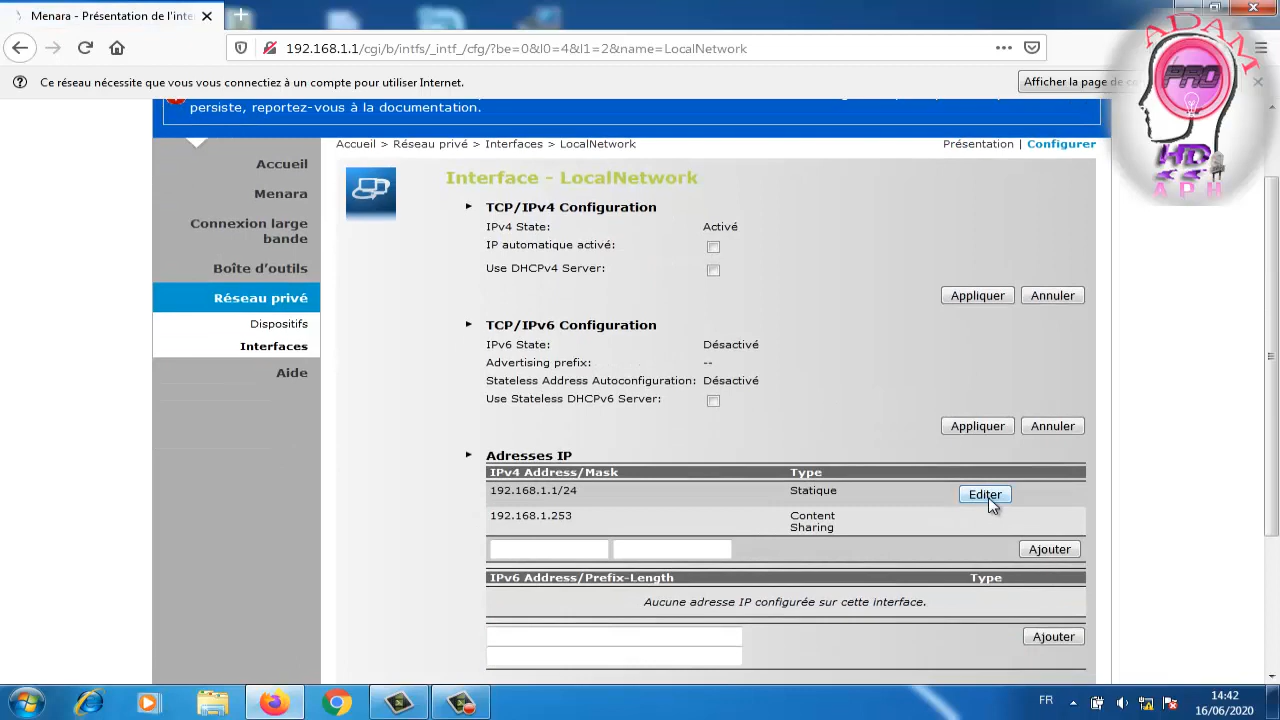 Menara - Présentation de l'inte
192.168.1.1/cgi/b/intfs/_intf_cfg/?be=0&l0=4&l1=2&name=LocalNetwork
Ce réseau nécessite que vous vous connectiez à un compte pour utiliser Internet.
Afficher la page de co
persiste, reportez-vous à la documentation.
ADAM
PRO
HD
APH
Accueil > Réseau privé > Interfaces > LocalNetwork
Présentation | Configurer
Accueil
Menara
Connexion large
bande
Boîte d'outils
Réseau privé
Dispositifs
Interfaces
Aide
Interface - LocalNetwork
TCP/IPv4 Configuration
IPv4 State: Activé
IP automatique activé:
Use DHCPv4 Server:
Appliquer Annuler
TCP/IPv6 Configuration
IPv6 State: Désactivé
Advertising prefix: --
Stateless Address Autoconfiguration: Désactivé
Use Stateless DHCPv6 Server:
Appliquer Annuler
Adresses IP
IPv4 Address/Mask Type
192.168.1.1/24 Statique Editer
192.168.1.253 Content
Sharing
Ajouter
IPv6 Address/Prefix-Length Type
Aucune adresse IP configurée sur cette interface.
Ajouter
FR
14:42
16/06/2020